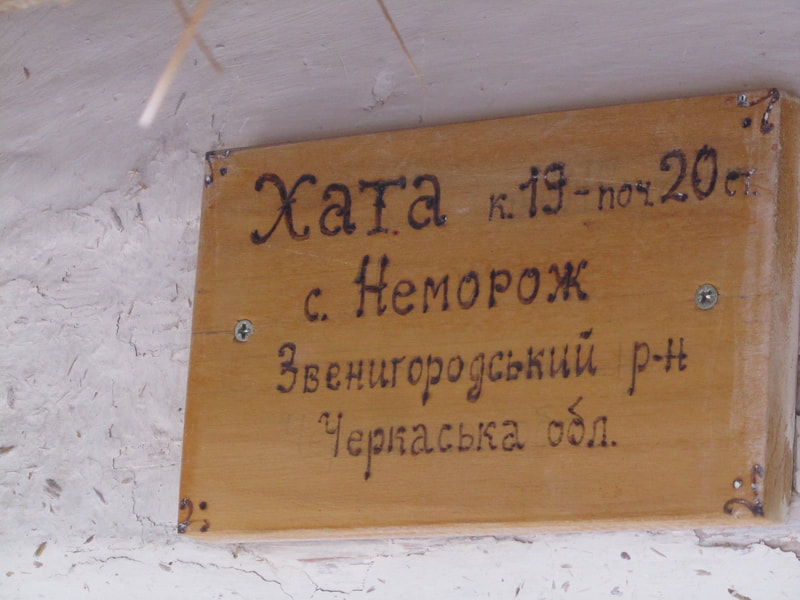 Хата к. 19 - поч. 20 ст.
с. Неморож
Звенигородський р-н
Черкаська обл.